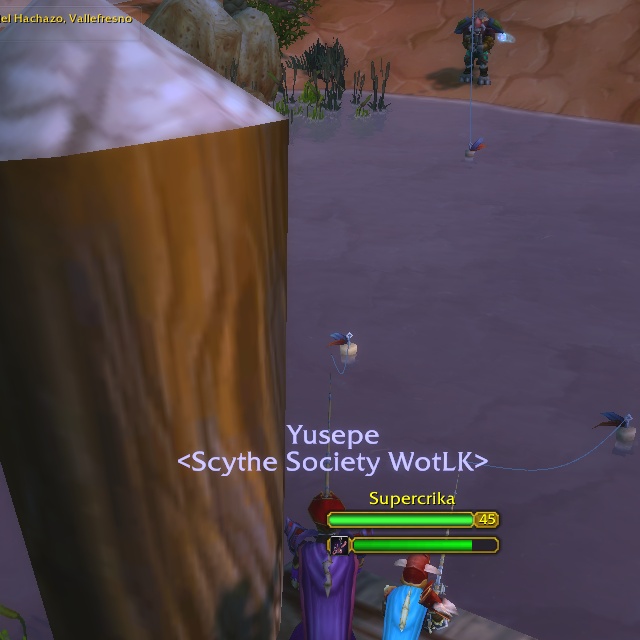 el Hachazo, Vallefresno
Yusepe
<Scythe Society WotLK>
Supercrika
45